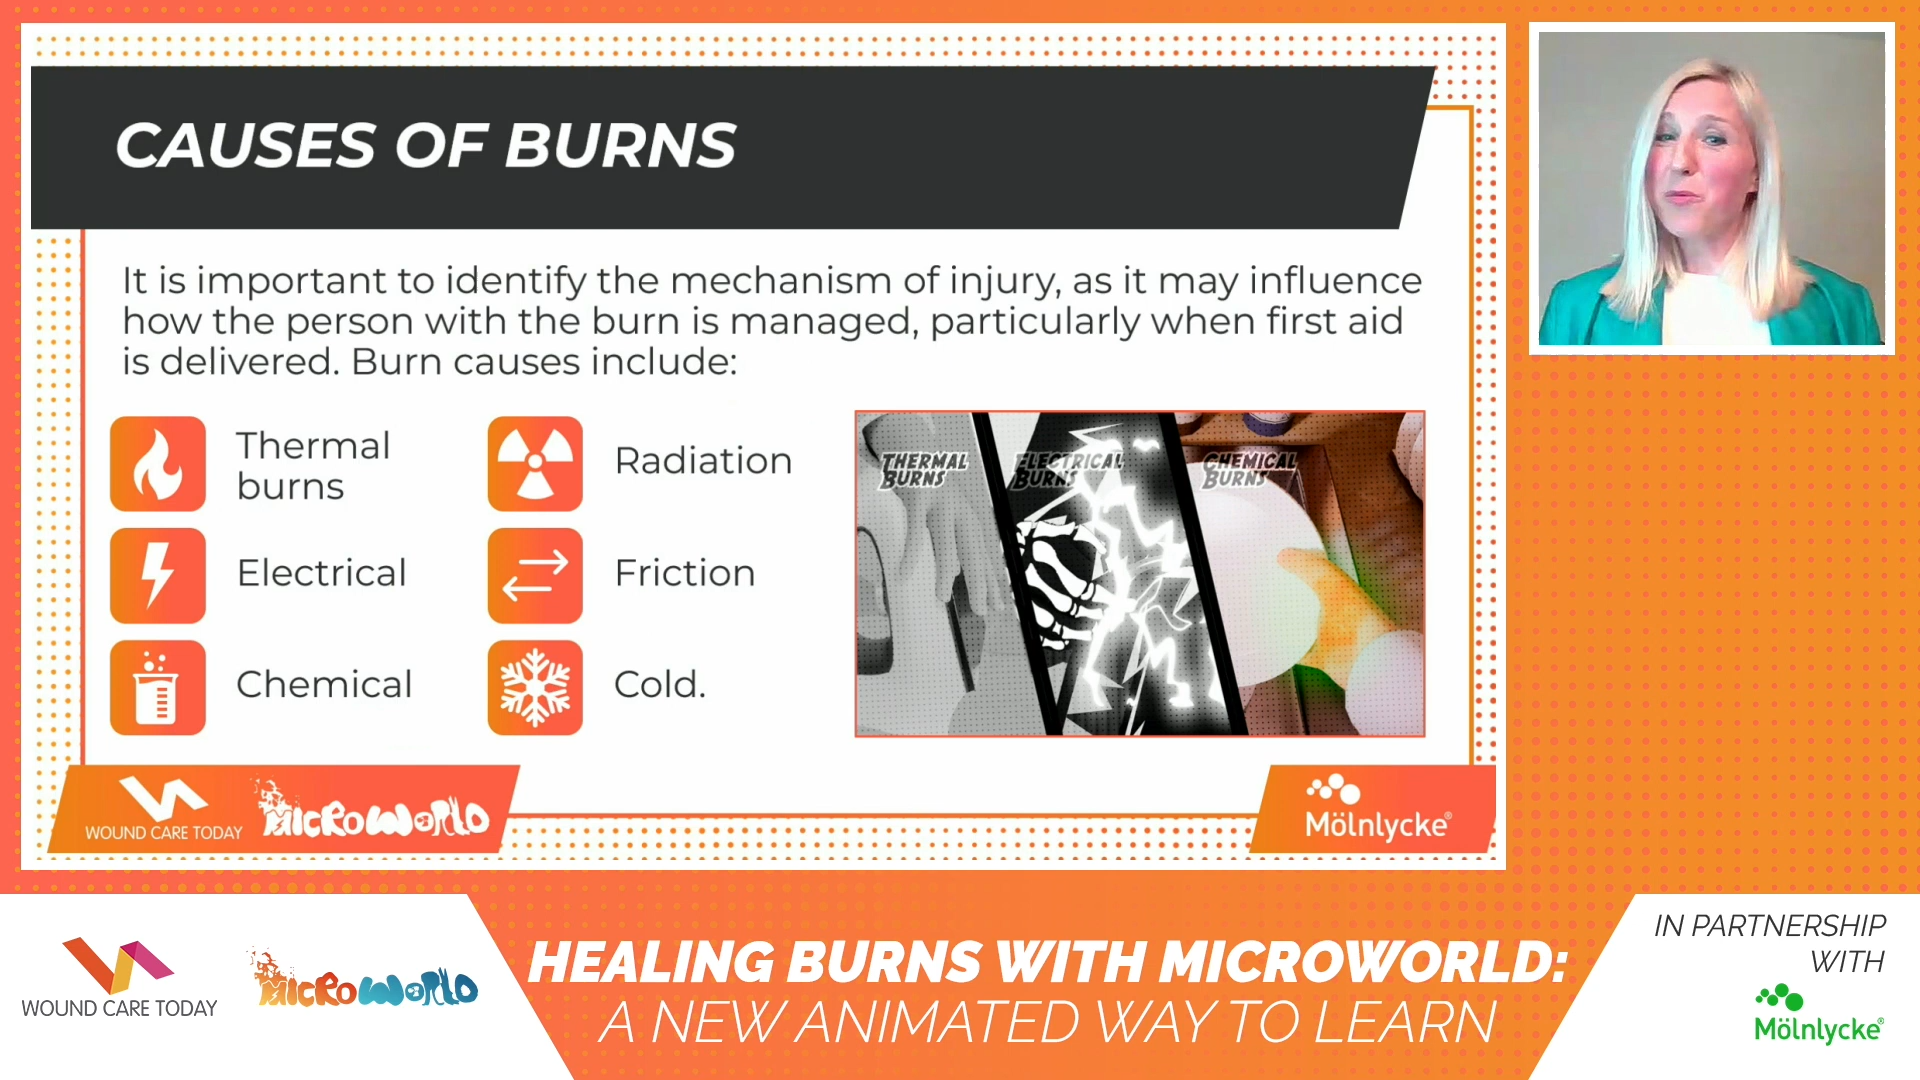 CAUSES OF BURNS
It is important to identify the mechanism of injury, as it may influence
how the person with the burn is managed, particularly when first aid
is delivered. Burn causes include:
Thermal
burns
Radiation
Electrical
Friction
Chemical
Cold.
THERMAL
BURNS
ELECTRICAL
BURNS
CHEMICAL
BURNS
WOUND CARE TODAY
MICROWORLD
Mölnlycke®
WOUND CARE TODAY
MICROWORLD
HEALING BURNS WITH MICROWORLD:
A NEW ANIMATED WAY TO LEARN
IN PARTNERSHIP
WITH
Mölnlycke®